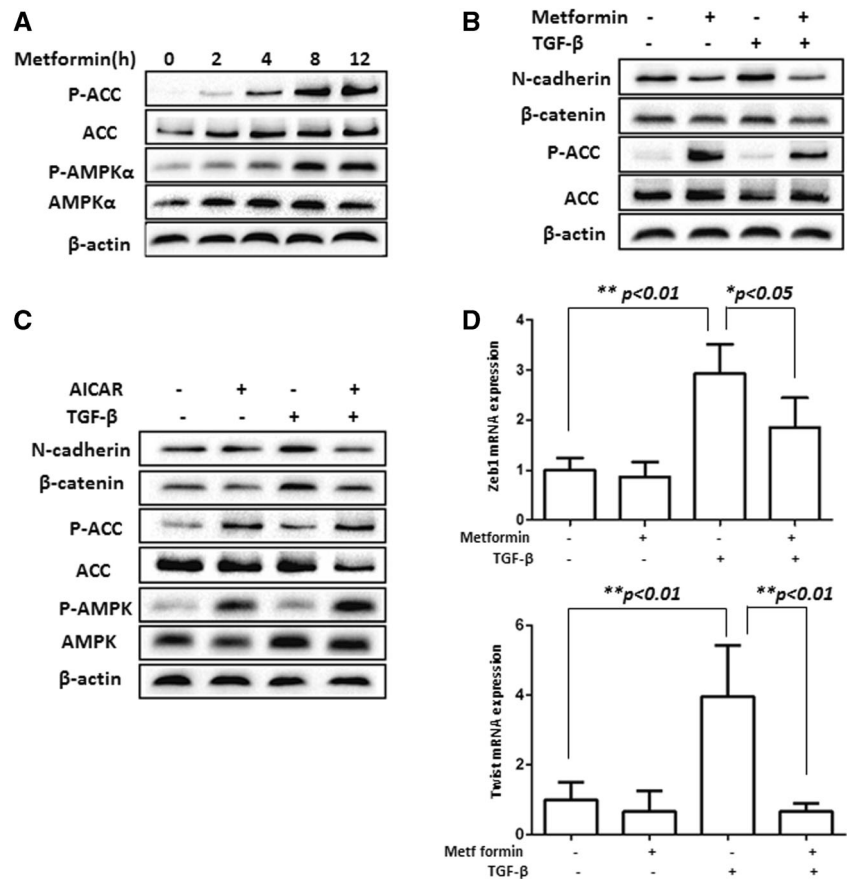 A
Metformin(h) 0 2 4 8 12
P-ACC
ACC
P-AMPKα
AMPKα
β-actin
B
Metformin - + - +
TGF-β - - + +
N-cadherin
β-catenin
P-ACC
ACC
β-actin
C
AICAR - + - +
TGF-β - - + +
N-cadherin
β-catenin
P-ACC
ACC
P-AMPK
AMPK
β-actin
D
** p<0.01 *p<0.05
Zeb1 mRNA expression
4
3
2
1
0
Metformin - + - +
TGF-β - - + +
**p<0.01 **p<0.01
Twist mRNA expression
6
4
2
0
Metf formin - + - +
TGF-β - - + +